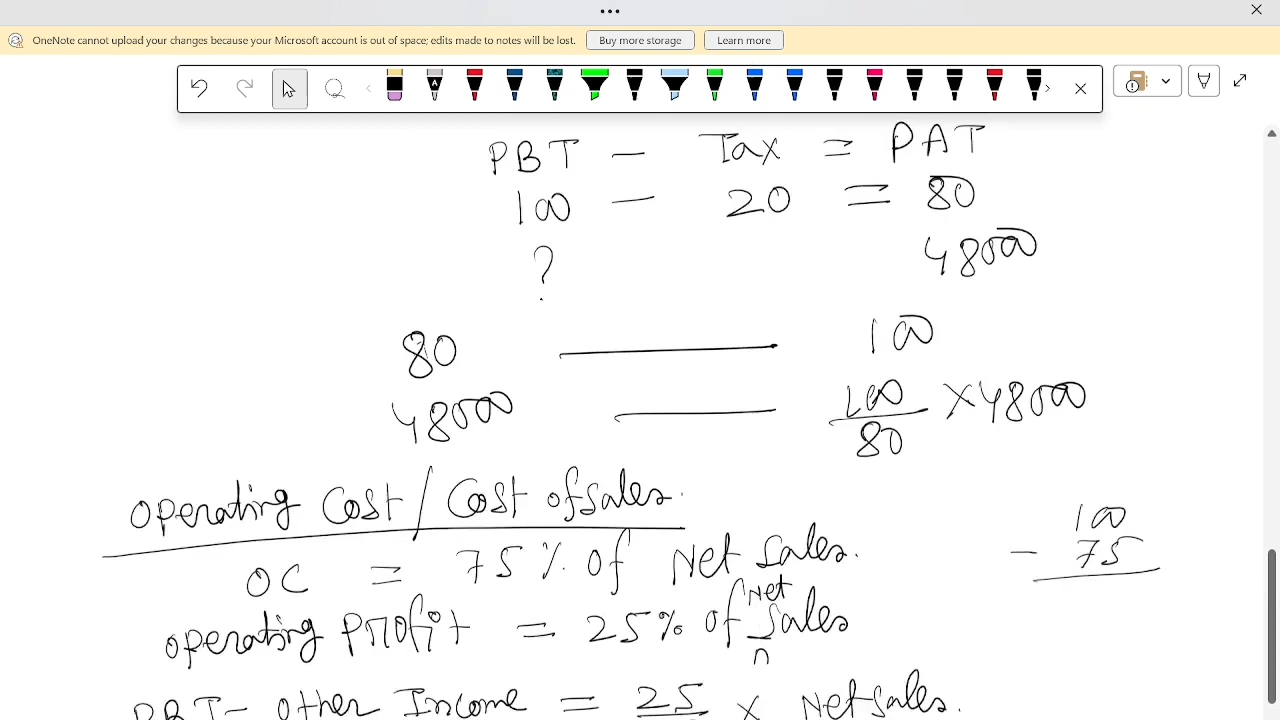 OneNote cannot upload your changes because your Microsoft account is out of space; edits made to notes will be lost. Buy more storage Learn more
PBT - Tax = PAT
100 - 20 = 80
? 48000
80 100
48000 100/80 × 48000
Operating Cost / Cost of sales.
OC = 75% of Net Sales.
100
- 75
Operating Profit = 25% of Net Sales
n
PBT - Other Income = 25 × Net sales.